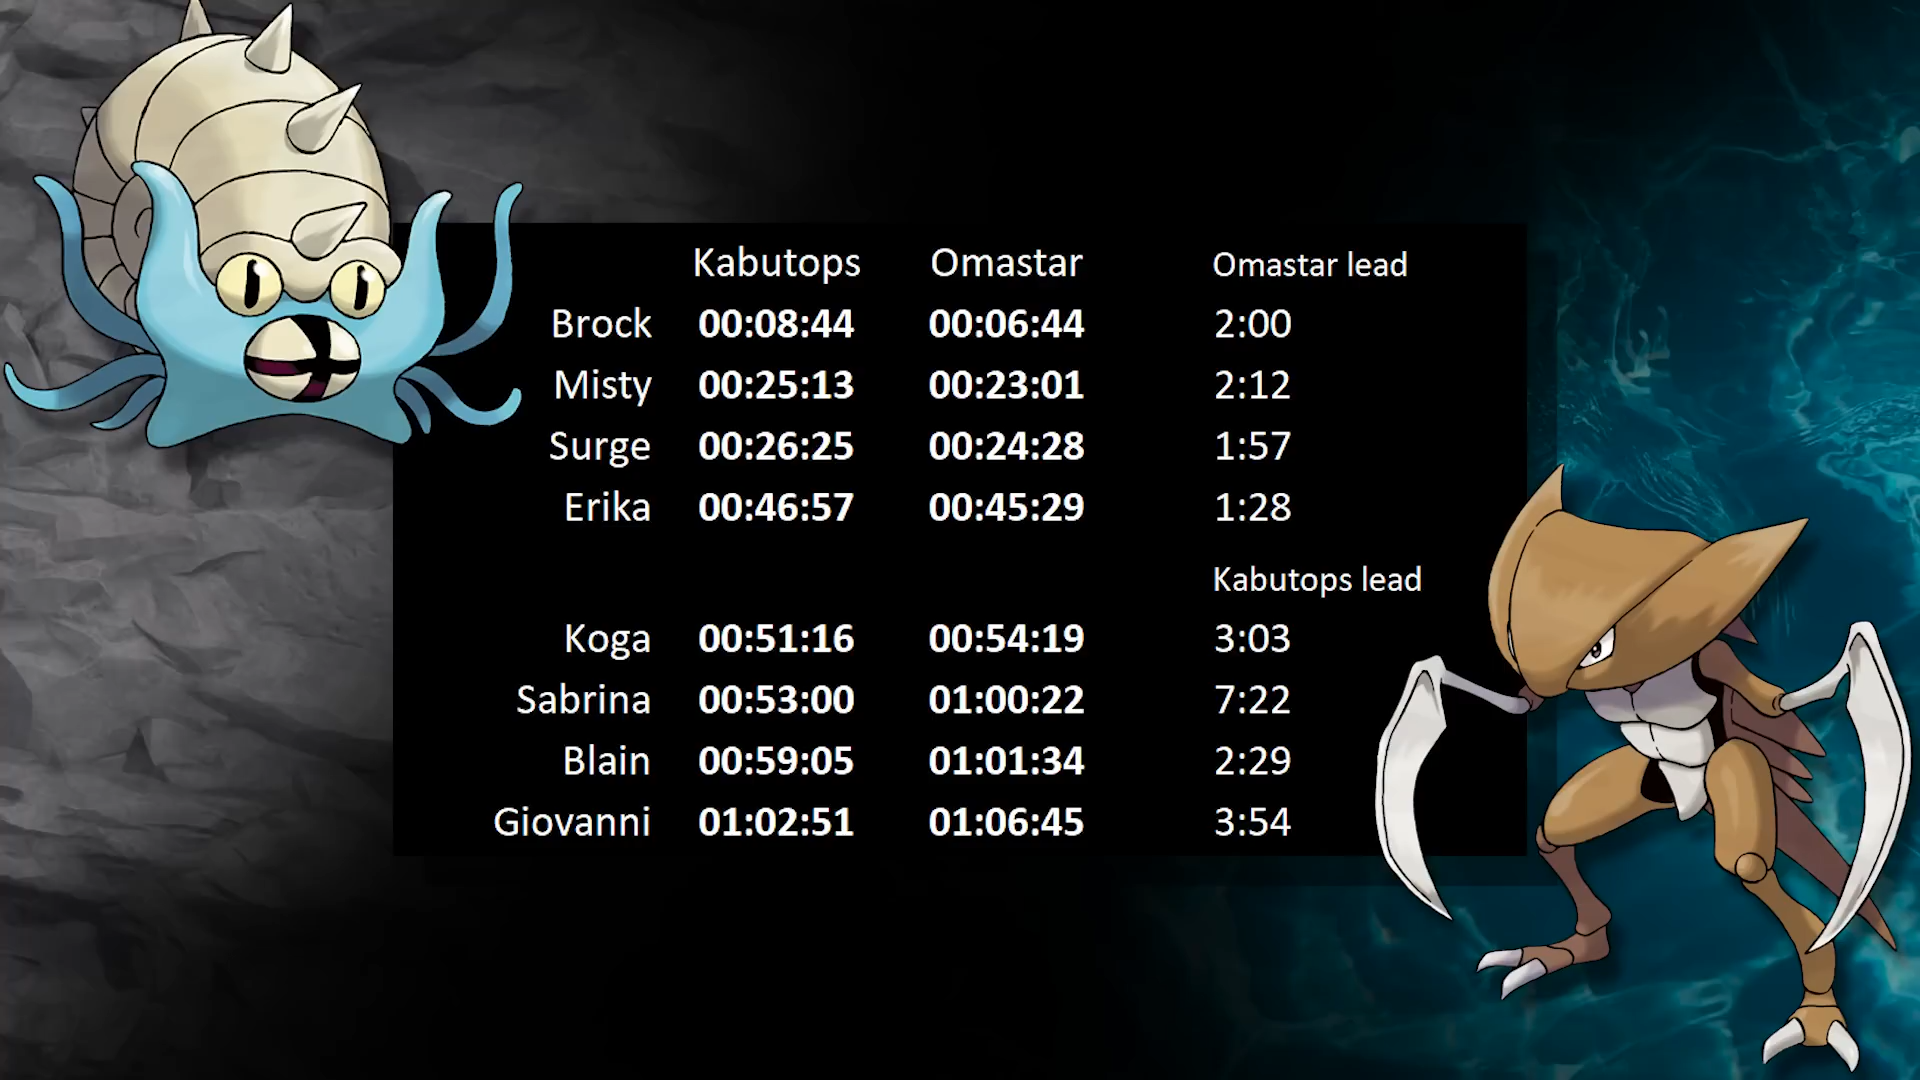 Kabutops Omastar Omastar lead
Brock 00:08:44 00:06:44 2:00
Misty 00:25:13 00:23:01 2:12
Surge 00:26:25 00:24:28 1:57
Erika 00:46:57 00:45:29 1:28
Kabutops lead
Koga 00:51:16 00:54:19 3:03
Sabrina 00:53:00 01:00:22 7:22
Blain 00:59:05 01:01:34 2:29
Giovanni 01:02:51 01:06:45 3:54